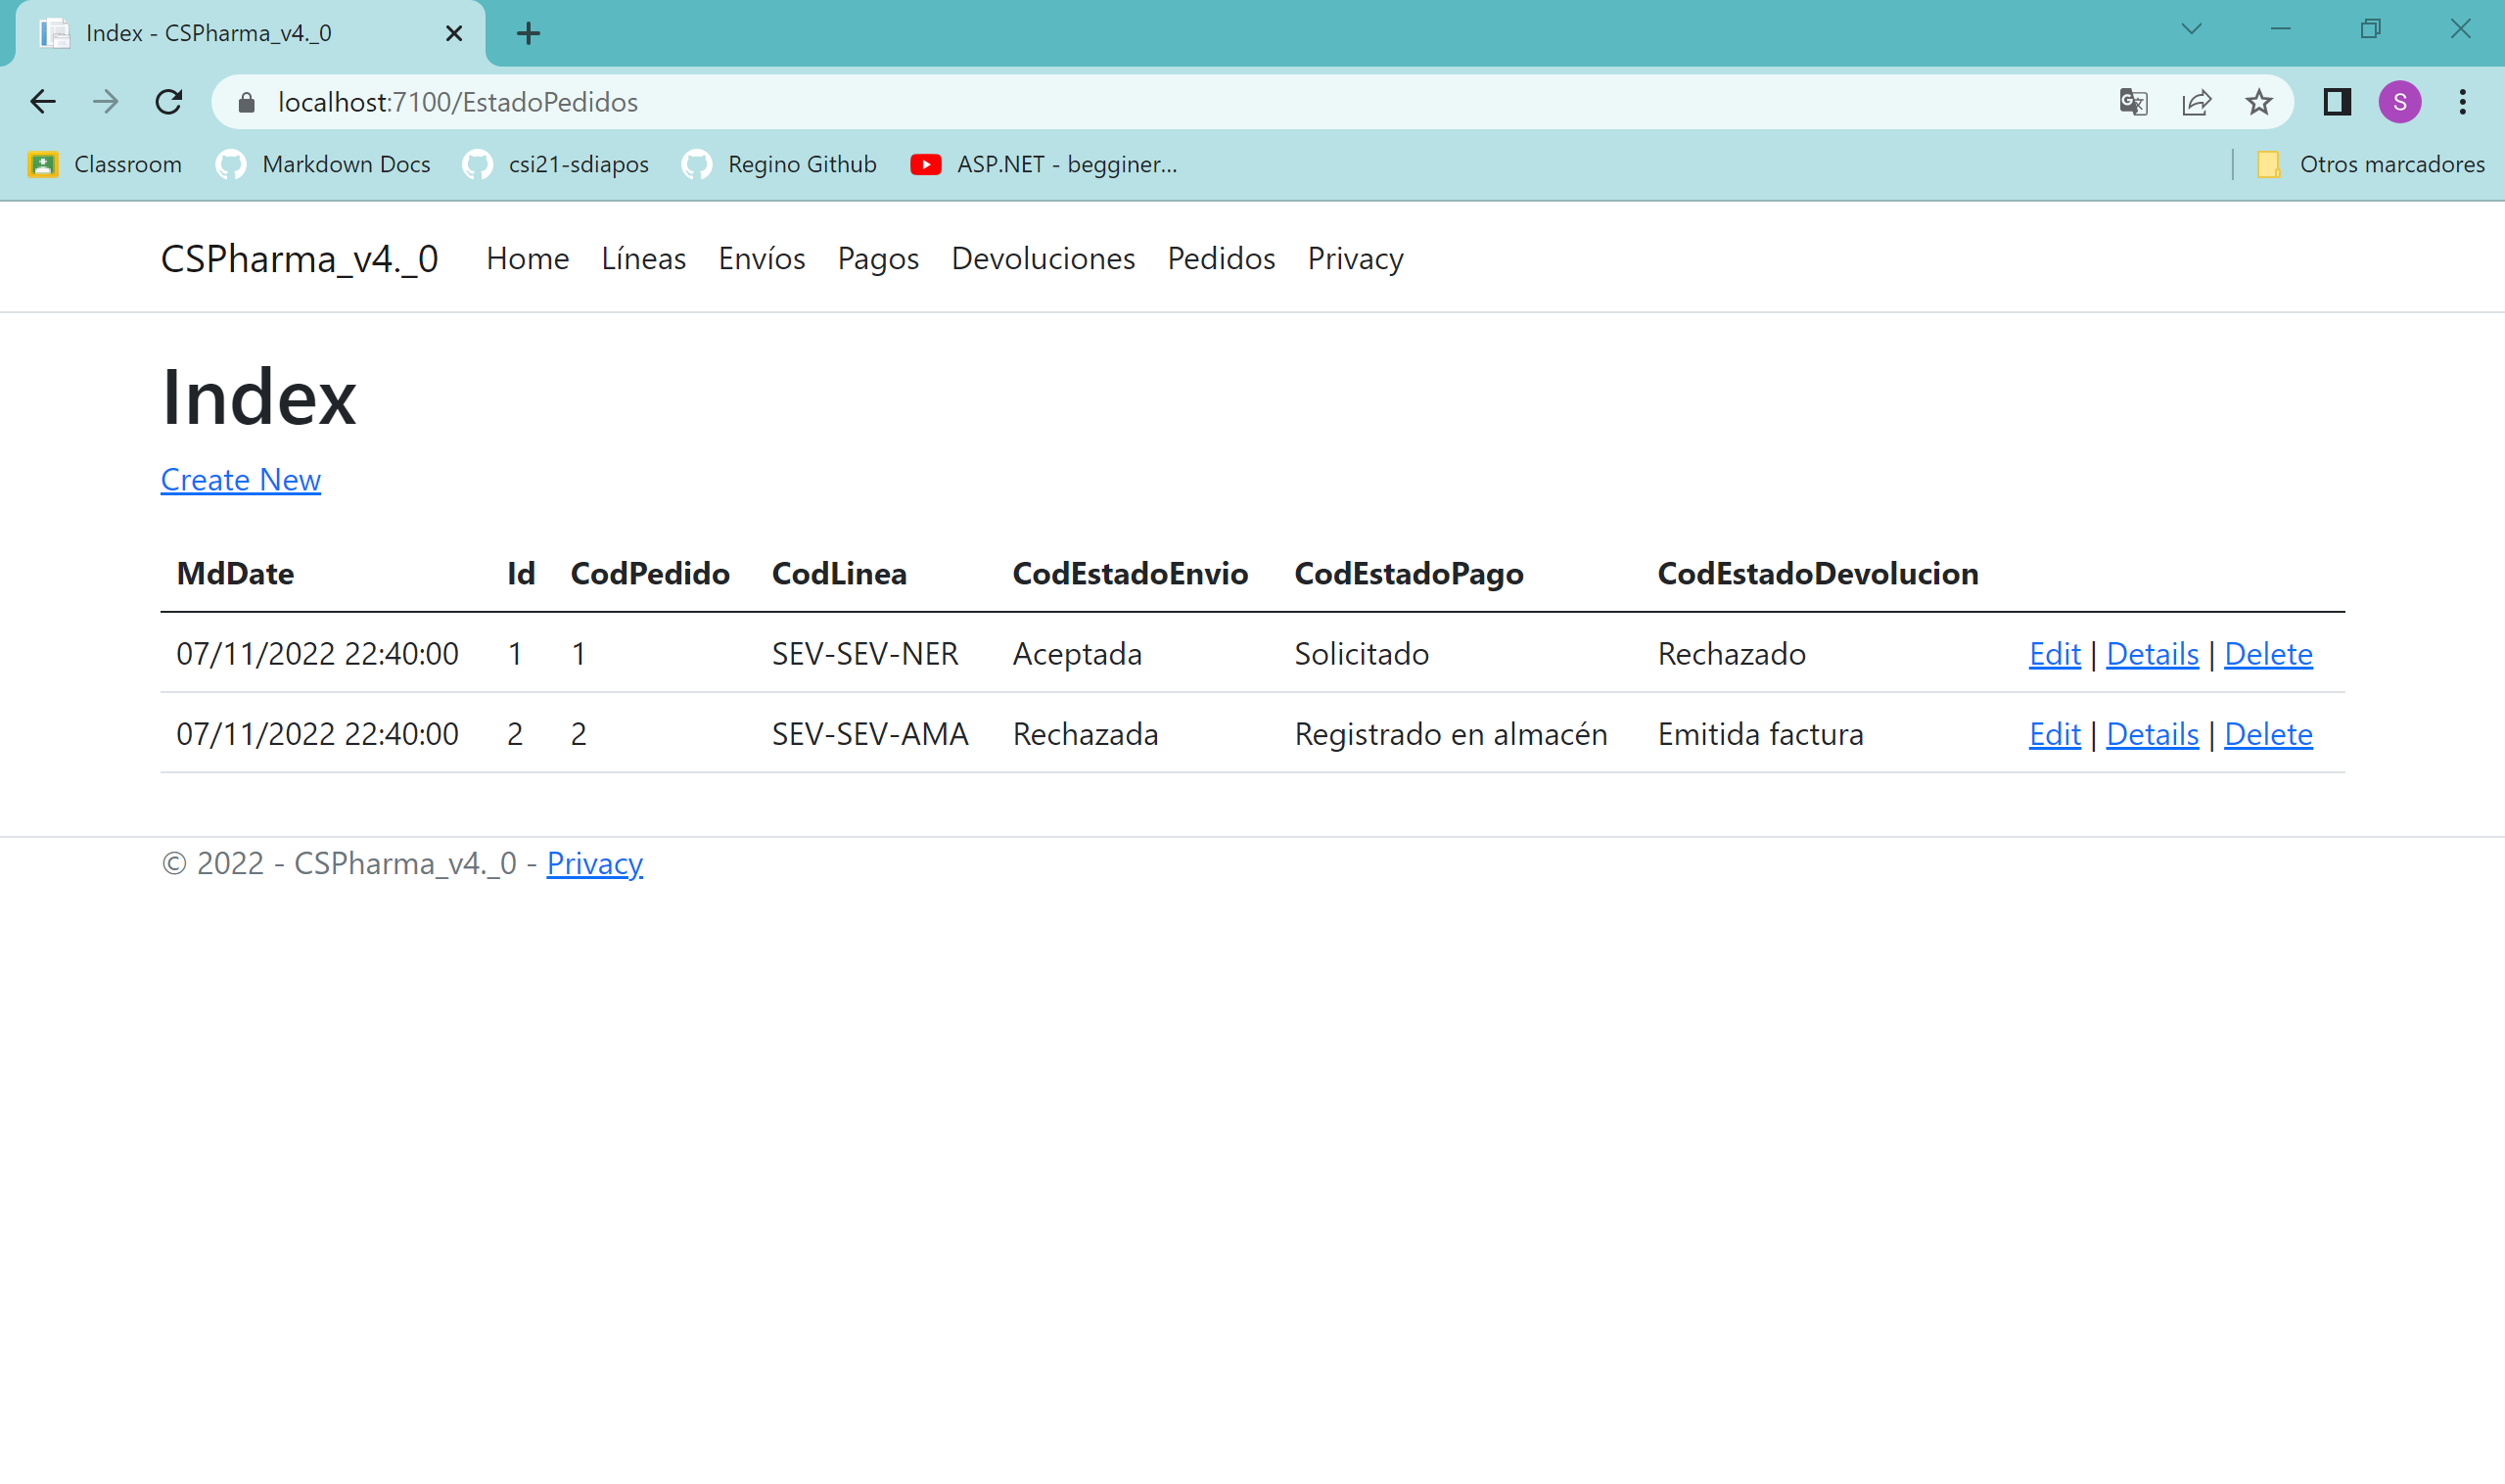 Index - CSPharma_v4._0
localhost:7100/EstadoPedidos
S
Classroom Markdown Docs csi21-sdiapos Regino Github ASP.NET - begginer... Otros marcadores
CSPharma_v4._0 Home Líneas Envíos Pagos Devoluciones Pedidos Privacy
Index
Create New
MdDate Id CodPedido CodLinea CodEstadoEnvio CodEstadoPago CodEstadoDevolucion
07/11/2022 22:40:00 1 1 SEV-SEV-NER Aceptada Solicitado Rechazado Edit | Details | Delete
07/11/2022 22:40:00 2 2 SEV-SEV-AMA Rechazada Registrado en almacén Emitida factura Edit | Details | Delete
© 2022 - CSPharma_v4._0 - Privacy